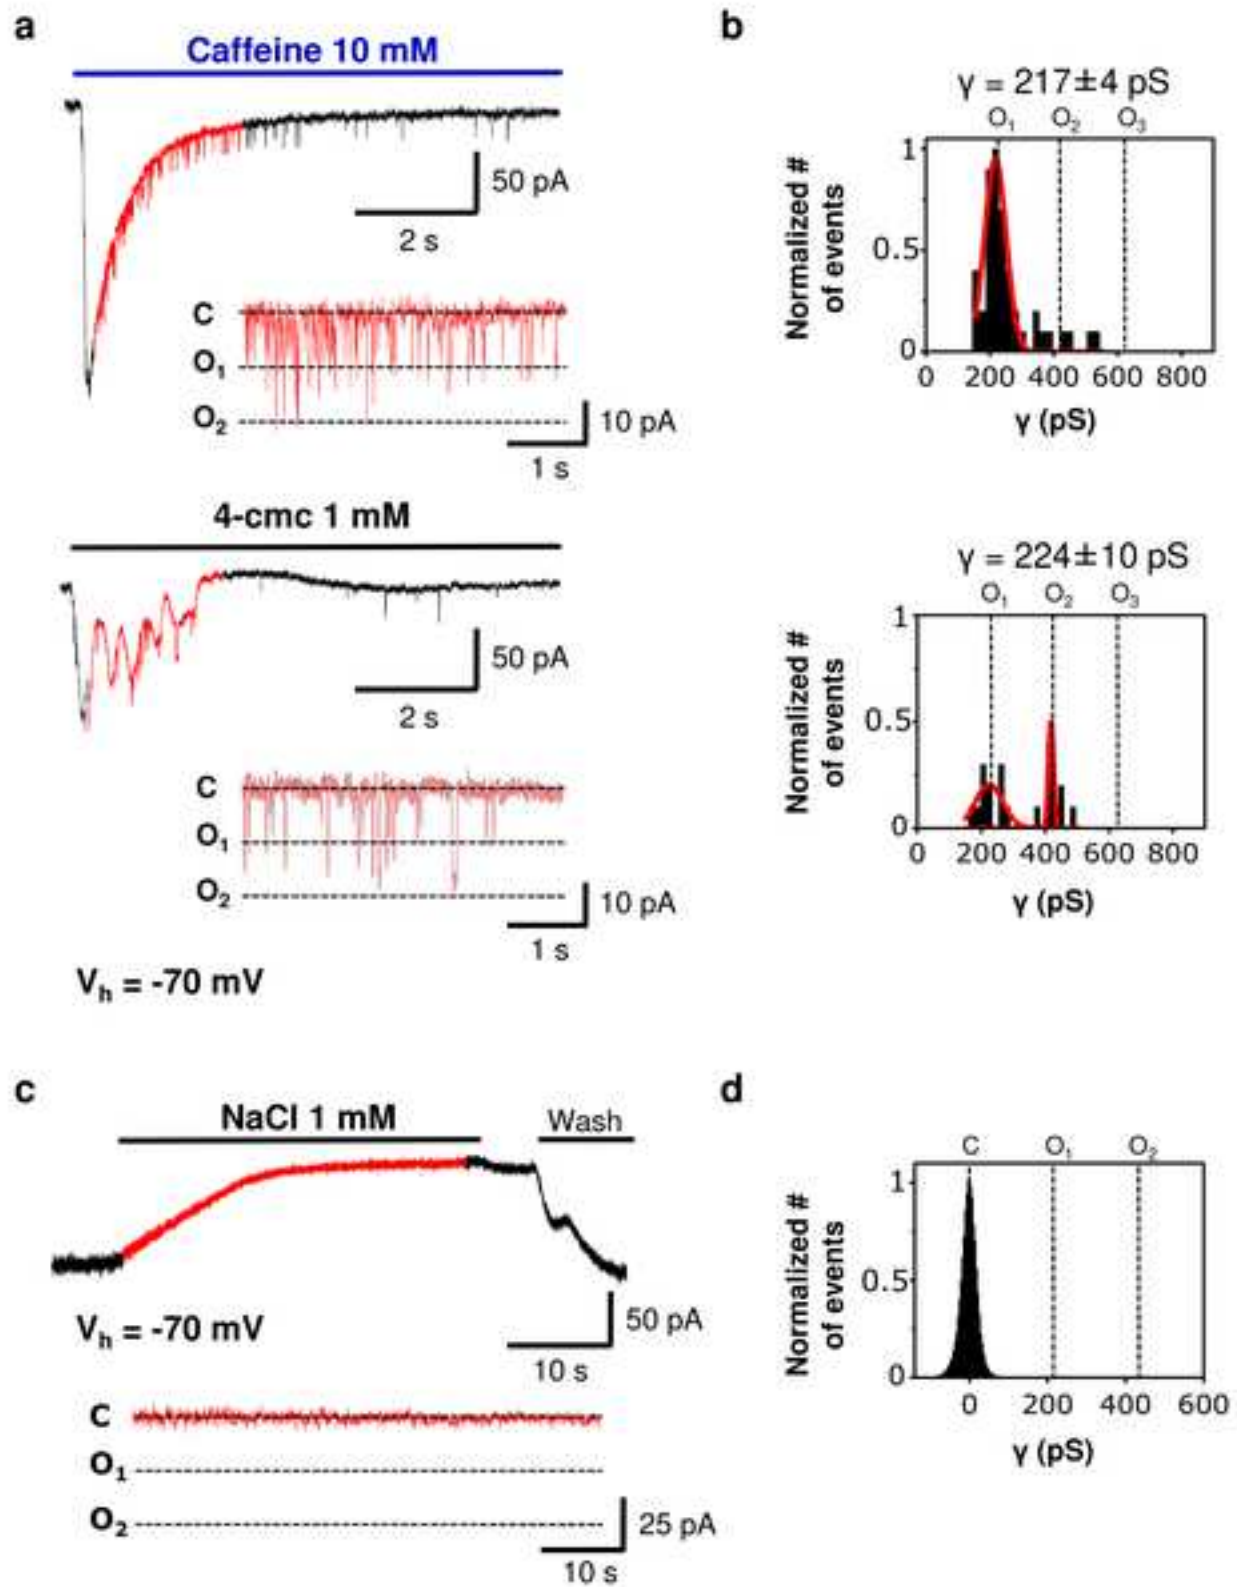 a
Caffeine 10 mM
50 pA
2 s
C
O₁
O₂
10 pA
1 s
4-cmc 1 mM
50 pA
2 s
C
O₁
O₂
10 pA
1 s
Vₕ = -70 mV
b
γ = 217±4 pS
O₁ O₂ O₃
Normalized #
of events
1
0.5
0
0 200 400 600 800
γ (pS)
γ = 224±10 pS
O₁ O₂ O₃
Normalized #
of events
1
0.5
0
0 200 400 600 800
γ (pS)
c
NaCl 1 mM
Wash
50 pA
Vₕ = -70 mV
10 s
C
O₁
O₂
25 pA
10 s
d
C O₁ O₂
Normalized #
of events
1
0.5
0
0 200 400 600
γ (pS)